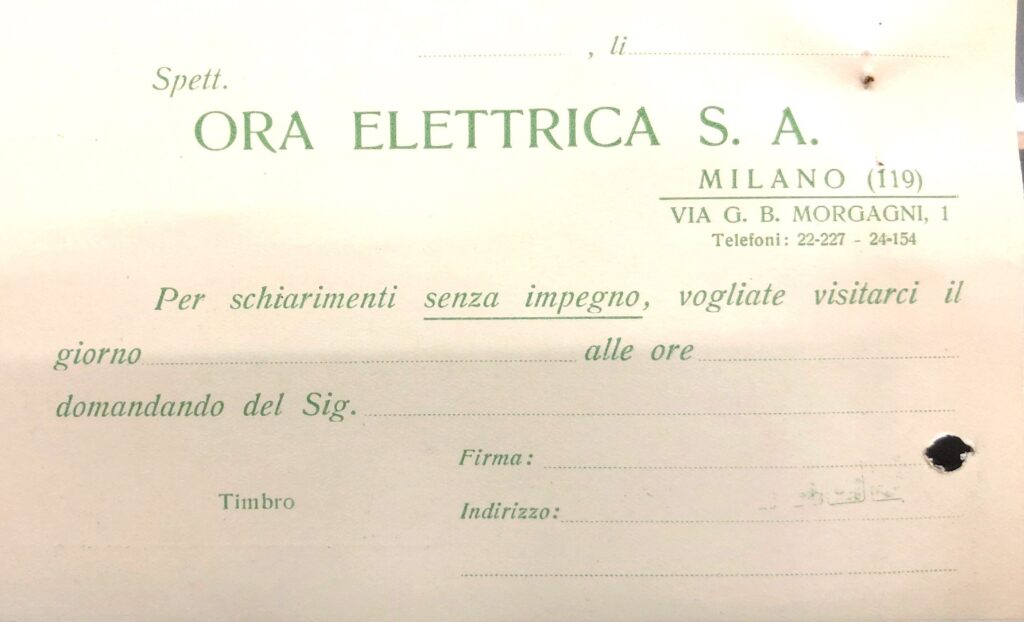 , li
Spett.
ORA ELETTRICA S. A.
MILANO (119)
VIA G. B. MORGAGNI, 1
Telefoni: 22-227 - 24-154
Per schiarimenti senza impegno, vogliate visitarci il
giorno alle ore
domandando del Sig.
Firma:
Timbro
Indirizzo: